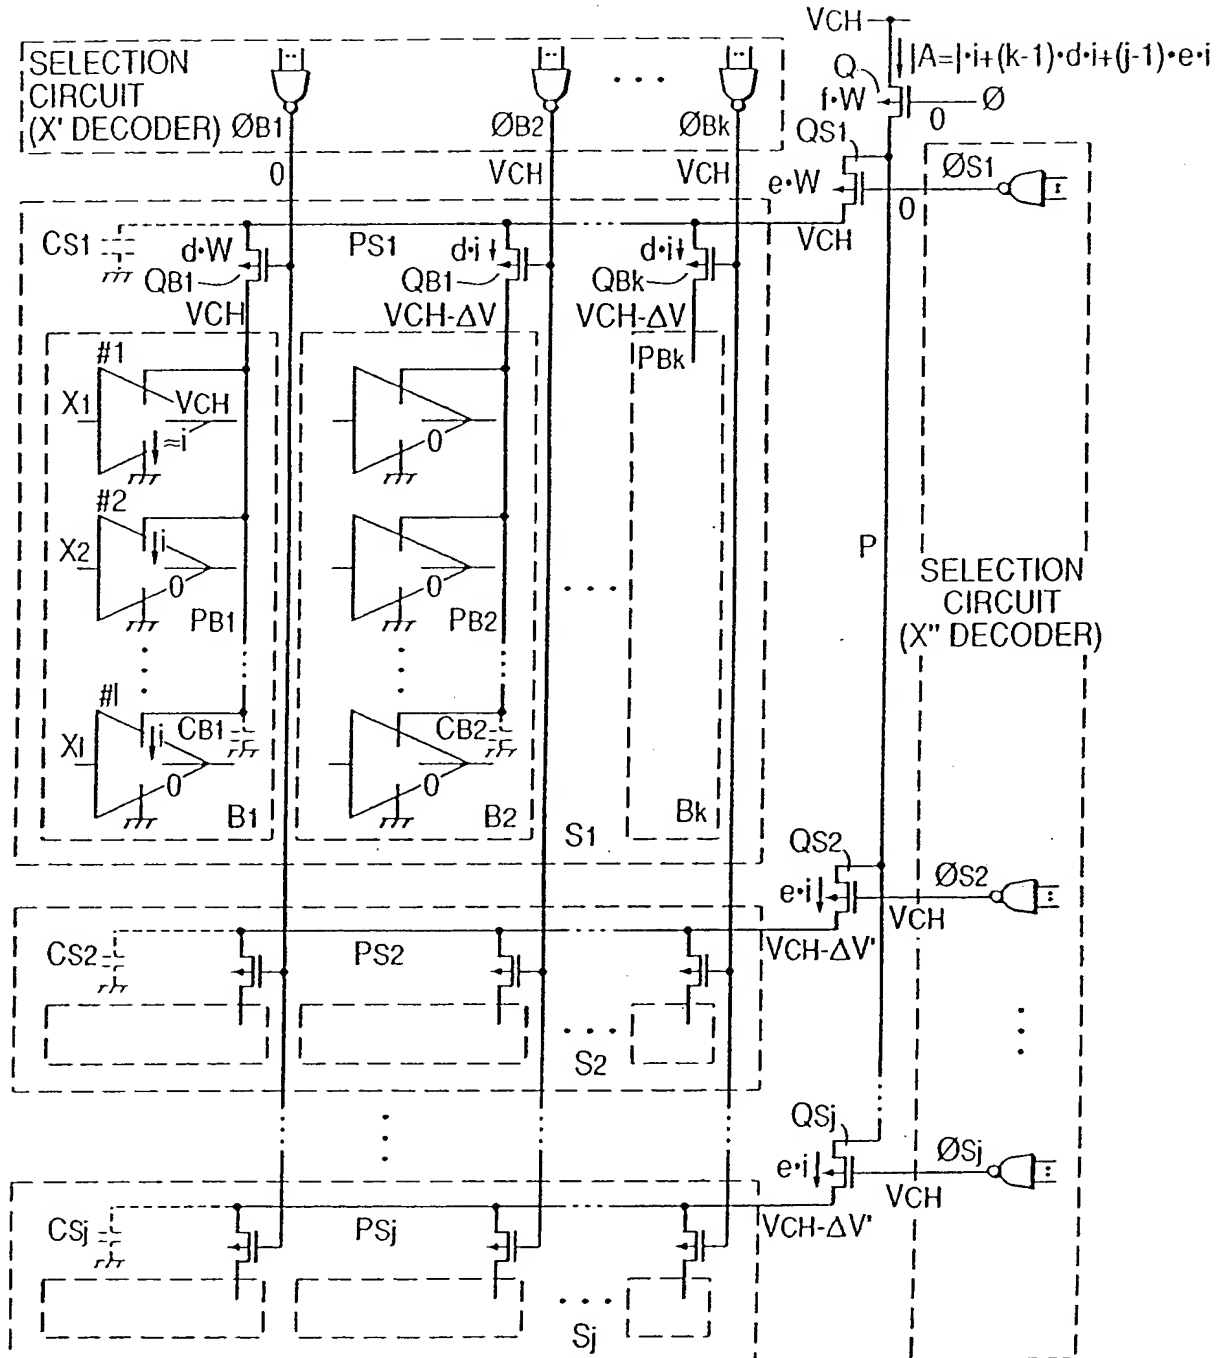 VCH
IA=l·i+(k-1)·d·i+(j-1)·e·i
Q
f·W
0
Ø
SELECTION
CIRCUIT
(X' DECODER)
ØB1
ØB2
· · ·
ØBk
0
VCH
VCH
QS1
e·W
ØS1
0
VCH
CS1
d·W
QB1
VCH
PS1
d·i
QB1
VCH-ΔV
d·i
QBk
VCH-ΔV
PBk
#1
X1
VCH
≈i
0
#2
X2
i
0
PB1
0
PB2
· · ·
P
SELECTION
CIRCUIT
(X'' DECODER)
#l
Xl
i
0
CB1
B1
CB2
0
B2
Bk
S1
QS2
e·i
ØS2
VCH
VCH-ΔV'
CS2
PS2
· · ·
S2
QSj
e·i
ØSj
VCH
VCH-ΔV'
CSj
PSj
· · ·
Sj